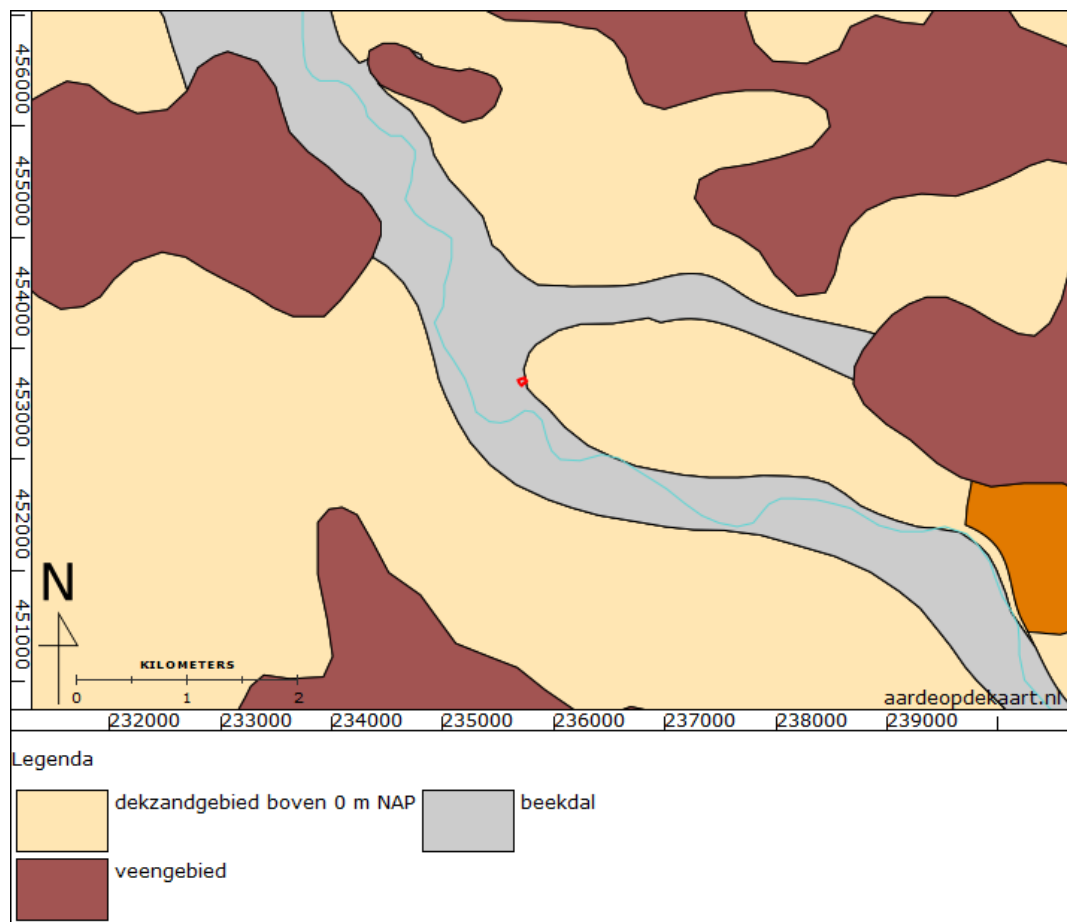 456000
455000
454000
453000
452000
451000
N
KILOMETERS
0 1 2
aardeopdekaart.nl
232000 233000 234000 235000 236000 237000 238000 239000
Legenda
dekzandgebied boven 0 m NAP
beekdal
veengebied